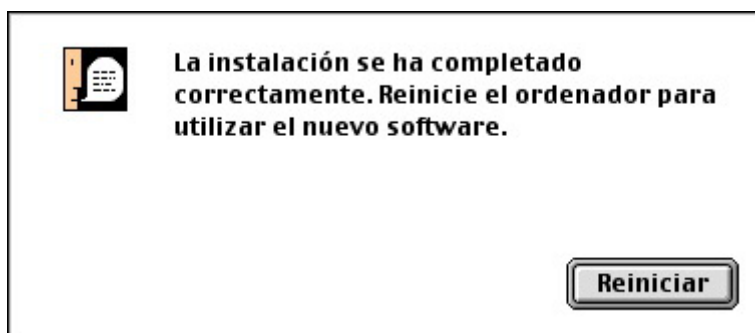 La instalación se ha completado
correctamente. Reinicie el ordenador para
utilizar el nuevo software.
Reiniciar